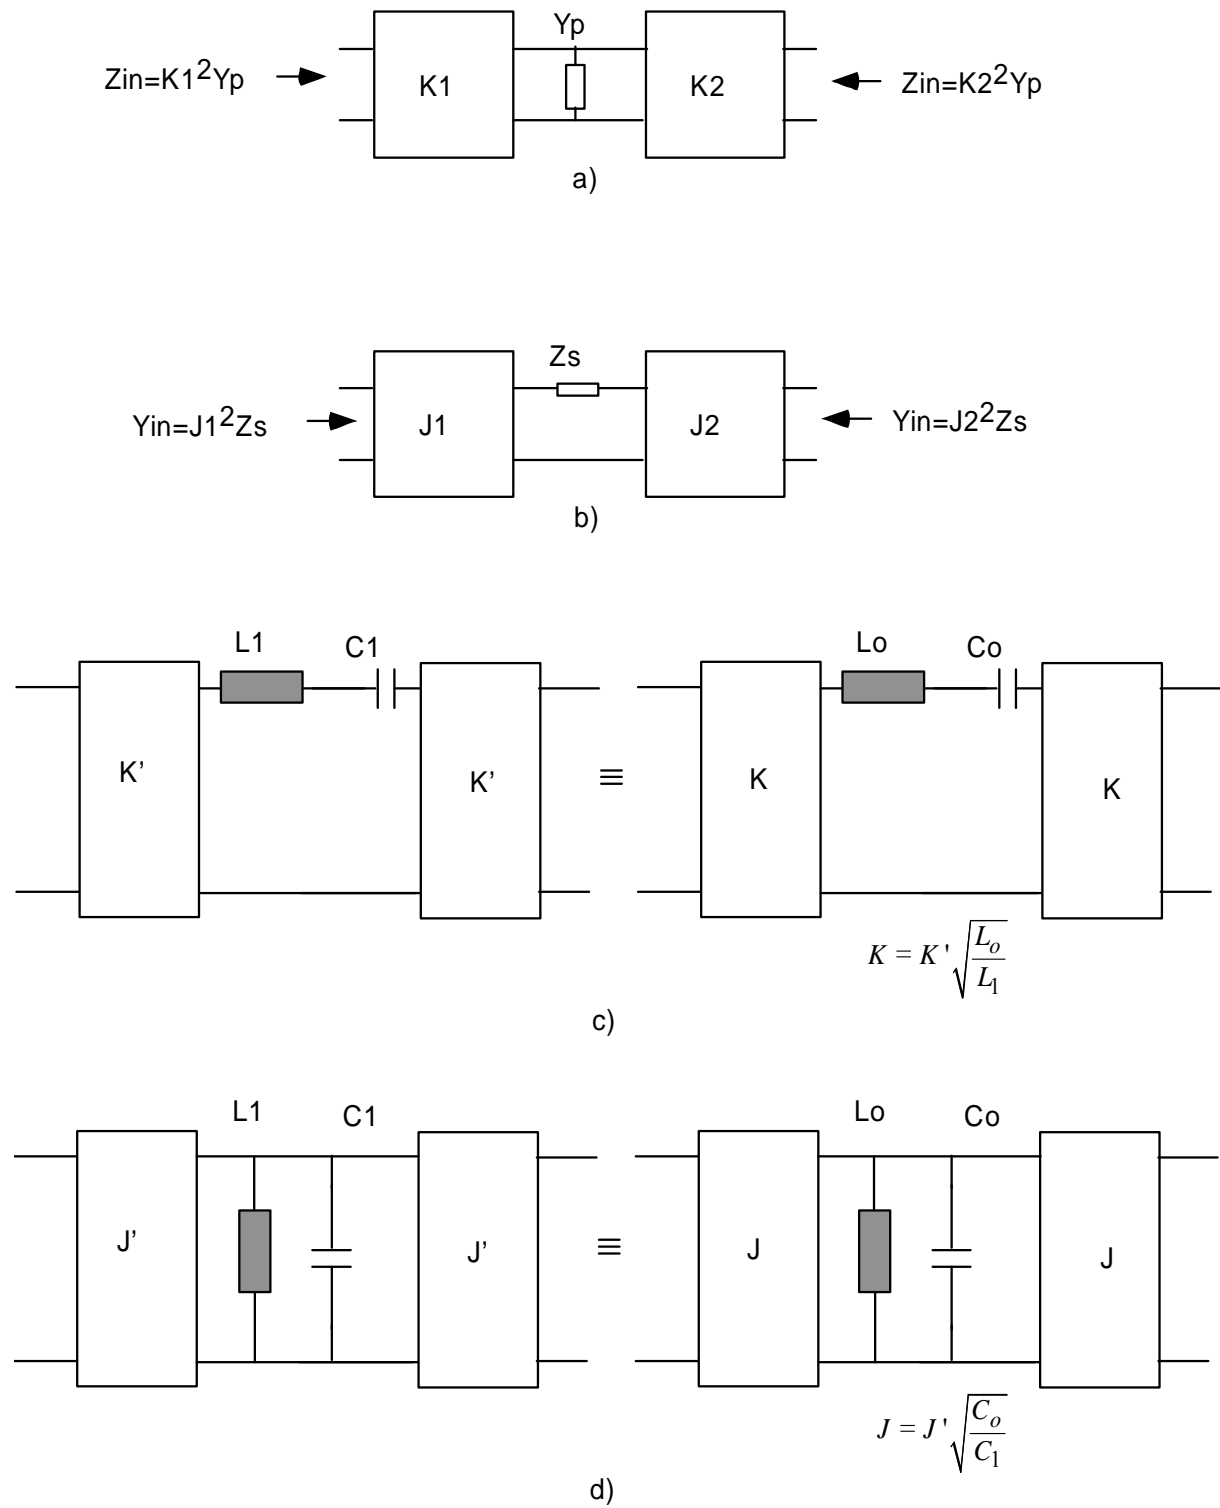 Yp
Zin=K1²Yp K1 K2 Zin=K2²Yp
a)
Zs
Yin=J1²Zs J1 J2 Yin=J2²Zs
b)
L1 C1 Lo Co
K' K' ≡ K K
K = K'√(Lo/L1)
c)
L1 C1 Lo Co
J' J' ≡ J J
J = J'√(Co/C1)
d)